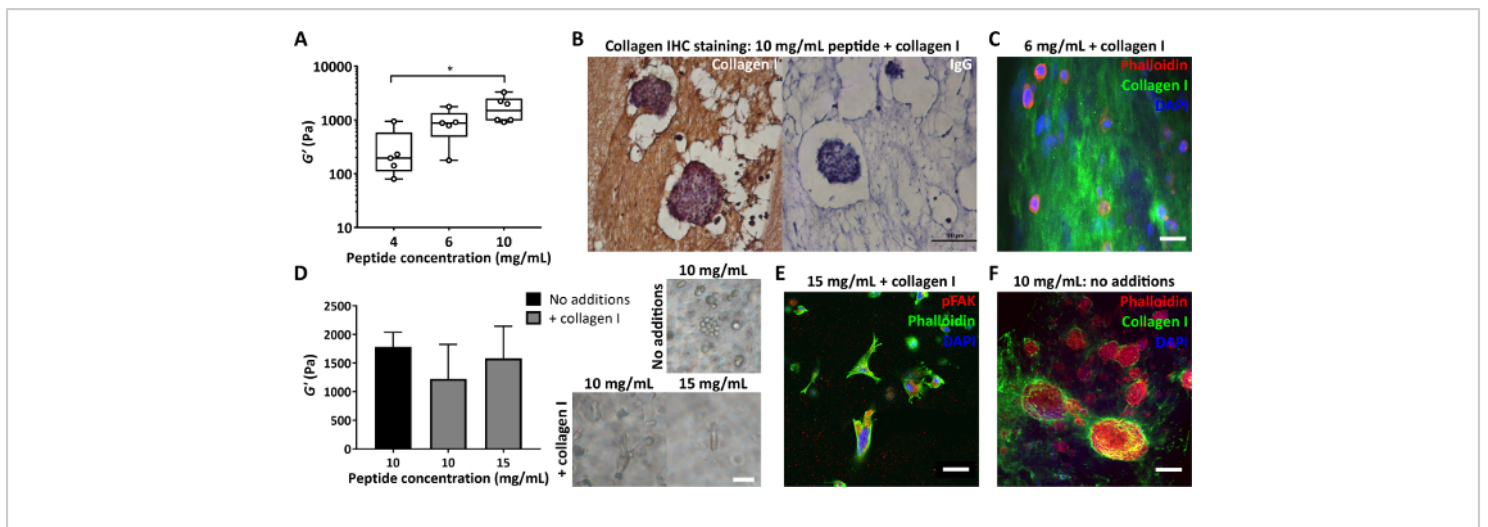 A
10000
1000
100
10
G' (Pa)
*
4 6 10
Peptide concentration (mg/mL)
B
Collagen IHC staining: 10 mg/mL peptide + collagen I
Collagen I
IgG
C
6 mg/mL + collagen I
Phalloidin
Collagen I
DAPI
D
2500
2000
1500
1000
500
0
G' (Pa)
10 10 15
Peptide concentration (mg/mL)
No additions
+ collagen I
10 mg/mL
No additions
10 mg/mL 15 mg/mL
+ collagen I
E
15 mg/mL + collagen I
pFAK
Phalloidin
DAPI
F
10 mg/mL: no additions
Phalloidin
Collagen I
DAPI